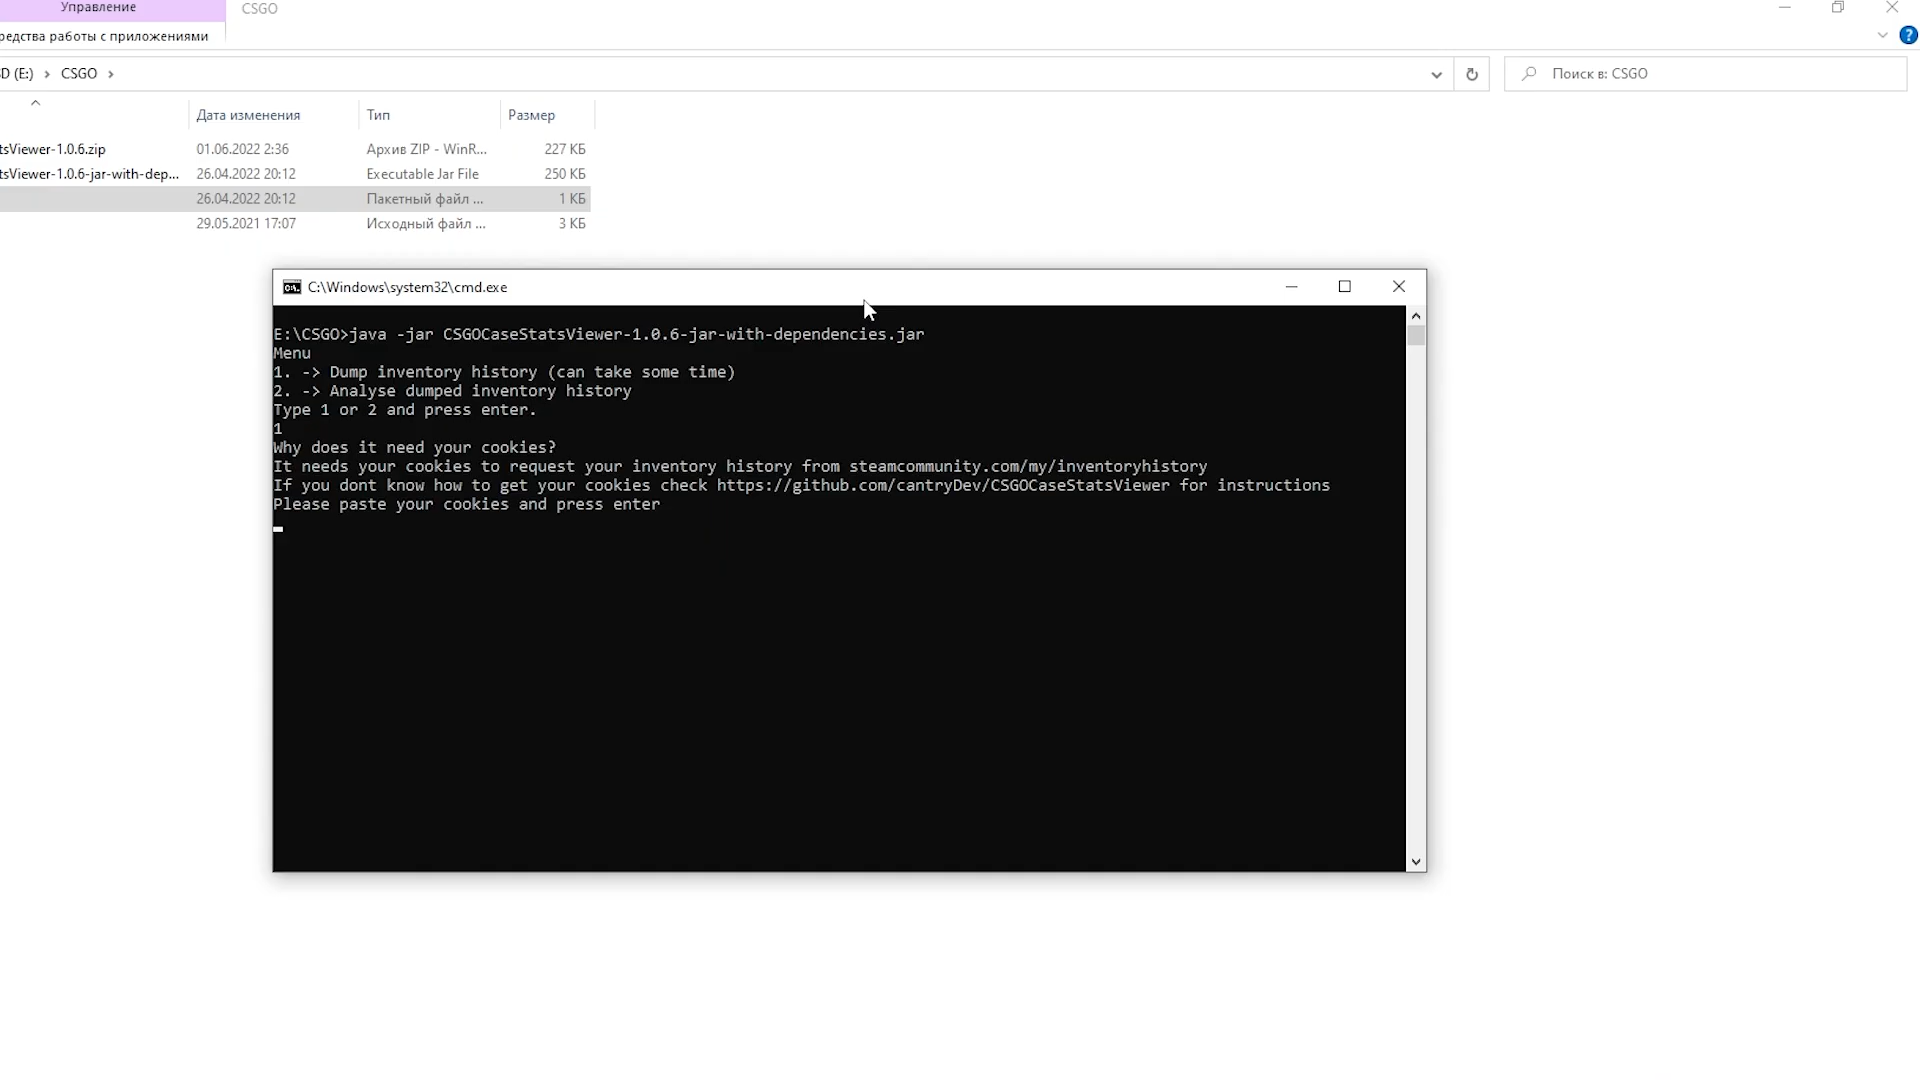 Управление
CSGO
редства работы с приложениями
D (E:) › CSGO ›
Поиск в: CSGO
Дата изменения
Тип
Размер
tsViewer-1.0.6.zip
01.06.2022 2:36
Архив ZIP - WinR...
227 КБ
tsViewer-1.0.6-jar-with-dep...
26.04.2022 20:12
Executable Jar File
250 КБ
26.04.2022 20:12
Пакетный файл ...
1 КБ
29.05.2021 17:07
Исходный файл ...
3 КБ
C:\Windows\system32\cmd.exe
E:\CSGO>java -jar CSGOCaseStatsViewer-1.0.6-jar-with-dependencies.jar
Menu
1. -> Dump inventory history (can take some time)
2. -> Analyse dumped inventory history
Type 1 or 2 and press enter.
1
Why does it need your cookies?
It needs your cookies to request your inventory history from steamcommunity.com/my/inventoryhistory
If you dont know how to get your cookies check https://github.com/cantryDev/CSGOCaseStatsViewer for instructions
Please paste your cookies and press enter